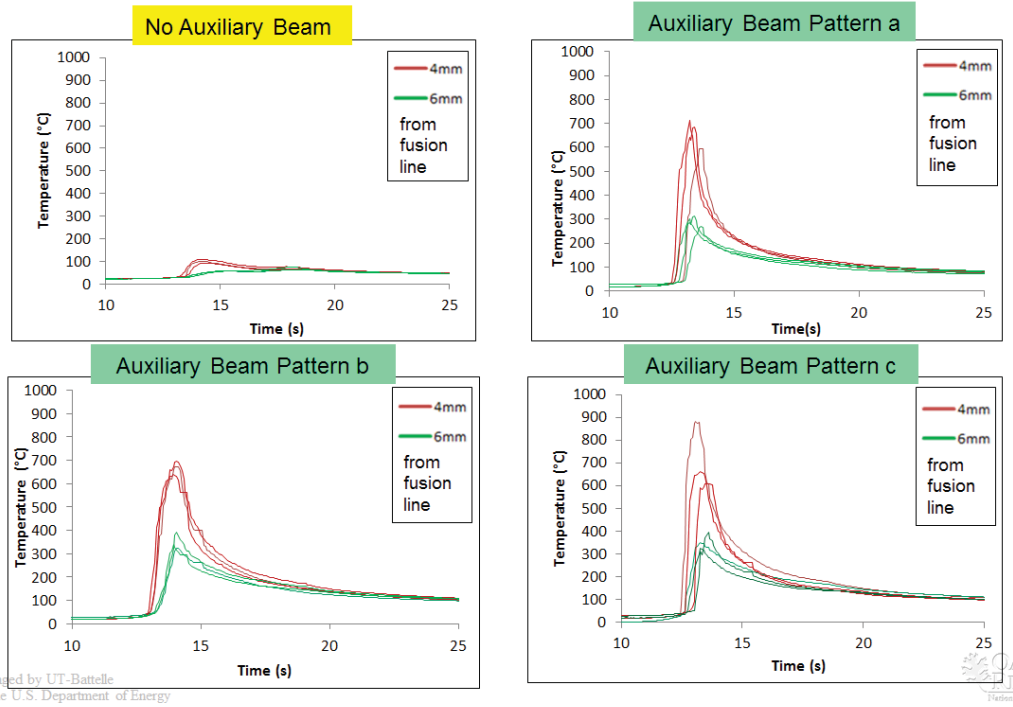 No Auxiliary Beam
1000
900
800
700
600
500
400
300
200
100
0
Temperature (°C)
10
15
20
25
Time (s)
4mm
6mm
from
fusion
line
Auxiliary Beam Pattern a
1000
900
800
700
600
500
400
300
200
100
0
Temperature (°C)
10
15
20
25
Time(s)
4mm
6mm
from
fusion
line
Auxiliary Beam Pattern b
1000
900
800
700
600
500
400
300
200
100
0
Temperature (°C)
10
15
20
25
Time (s)
4mm
6mm
from
fusion
line
Auxiliary Beam Pattern c
1000
900
800
700
600
500
400
300
200
100
0
Temperature (°C)
10
15
20
25
Time (s)
4mm
6mm
from
fusion
line
by UT-Battelle
U.S. Department of Energy